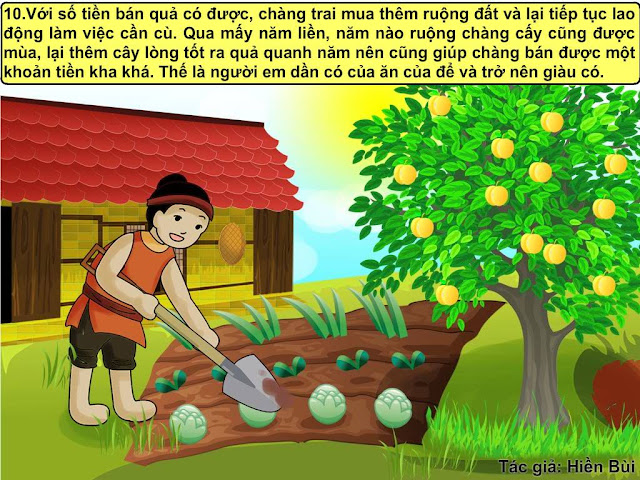 10.Với số tiền bán quả có được, chàng trai mua thêm ruộng đất và lại tiếp tục lao
động làm việc cần cù. Qua mấy năm liền, năm nào ruộng chàng cấy cũng được
mùa, lại thêm cây lòng tốt ra quả quanh năm nên cũng giúp chàng bán được một
khoản tiền kha khá. Thế là người em dần có của ăn của để và trở nên giàu có.
Tác giả: Hiền Bùi